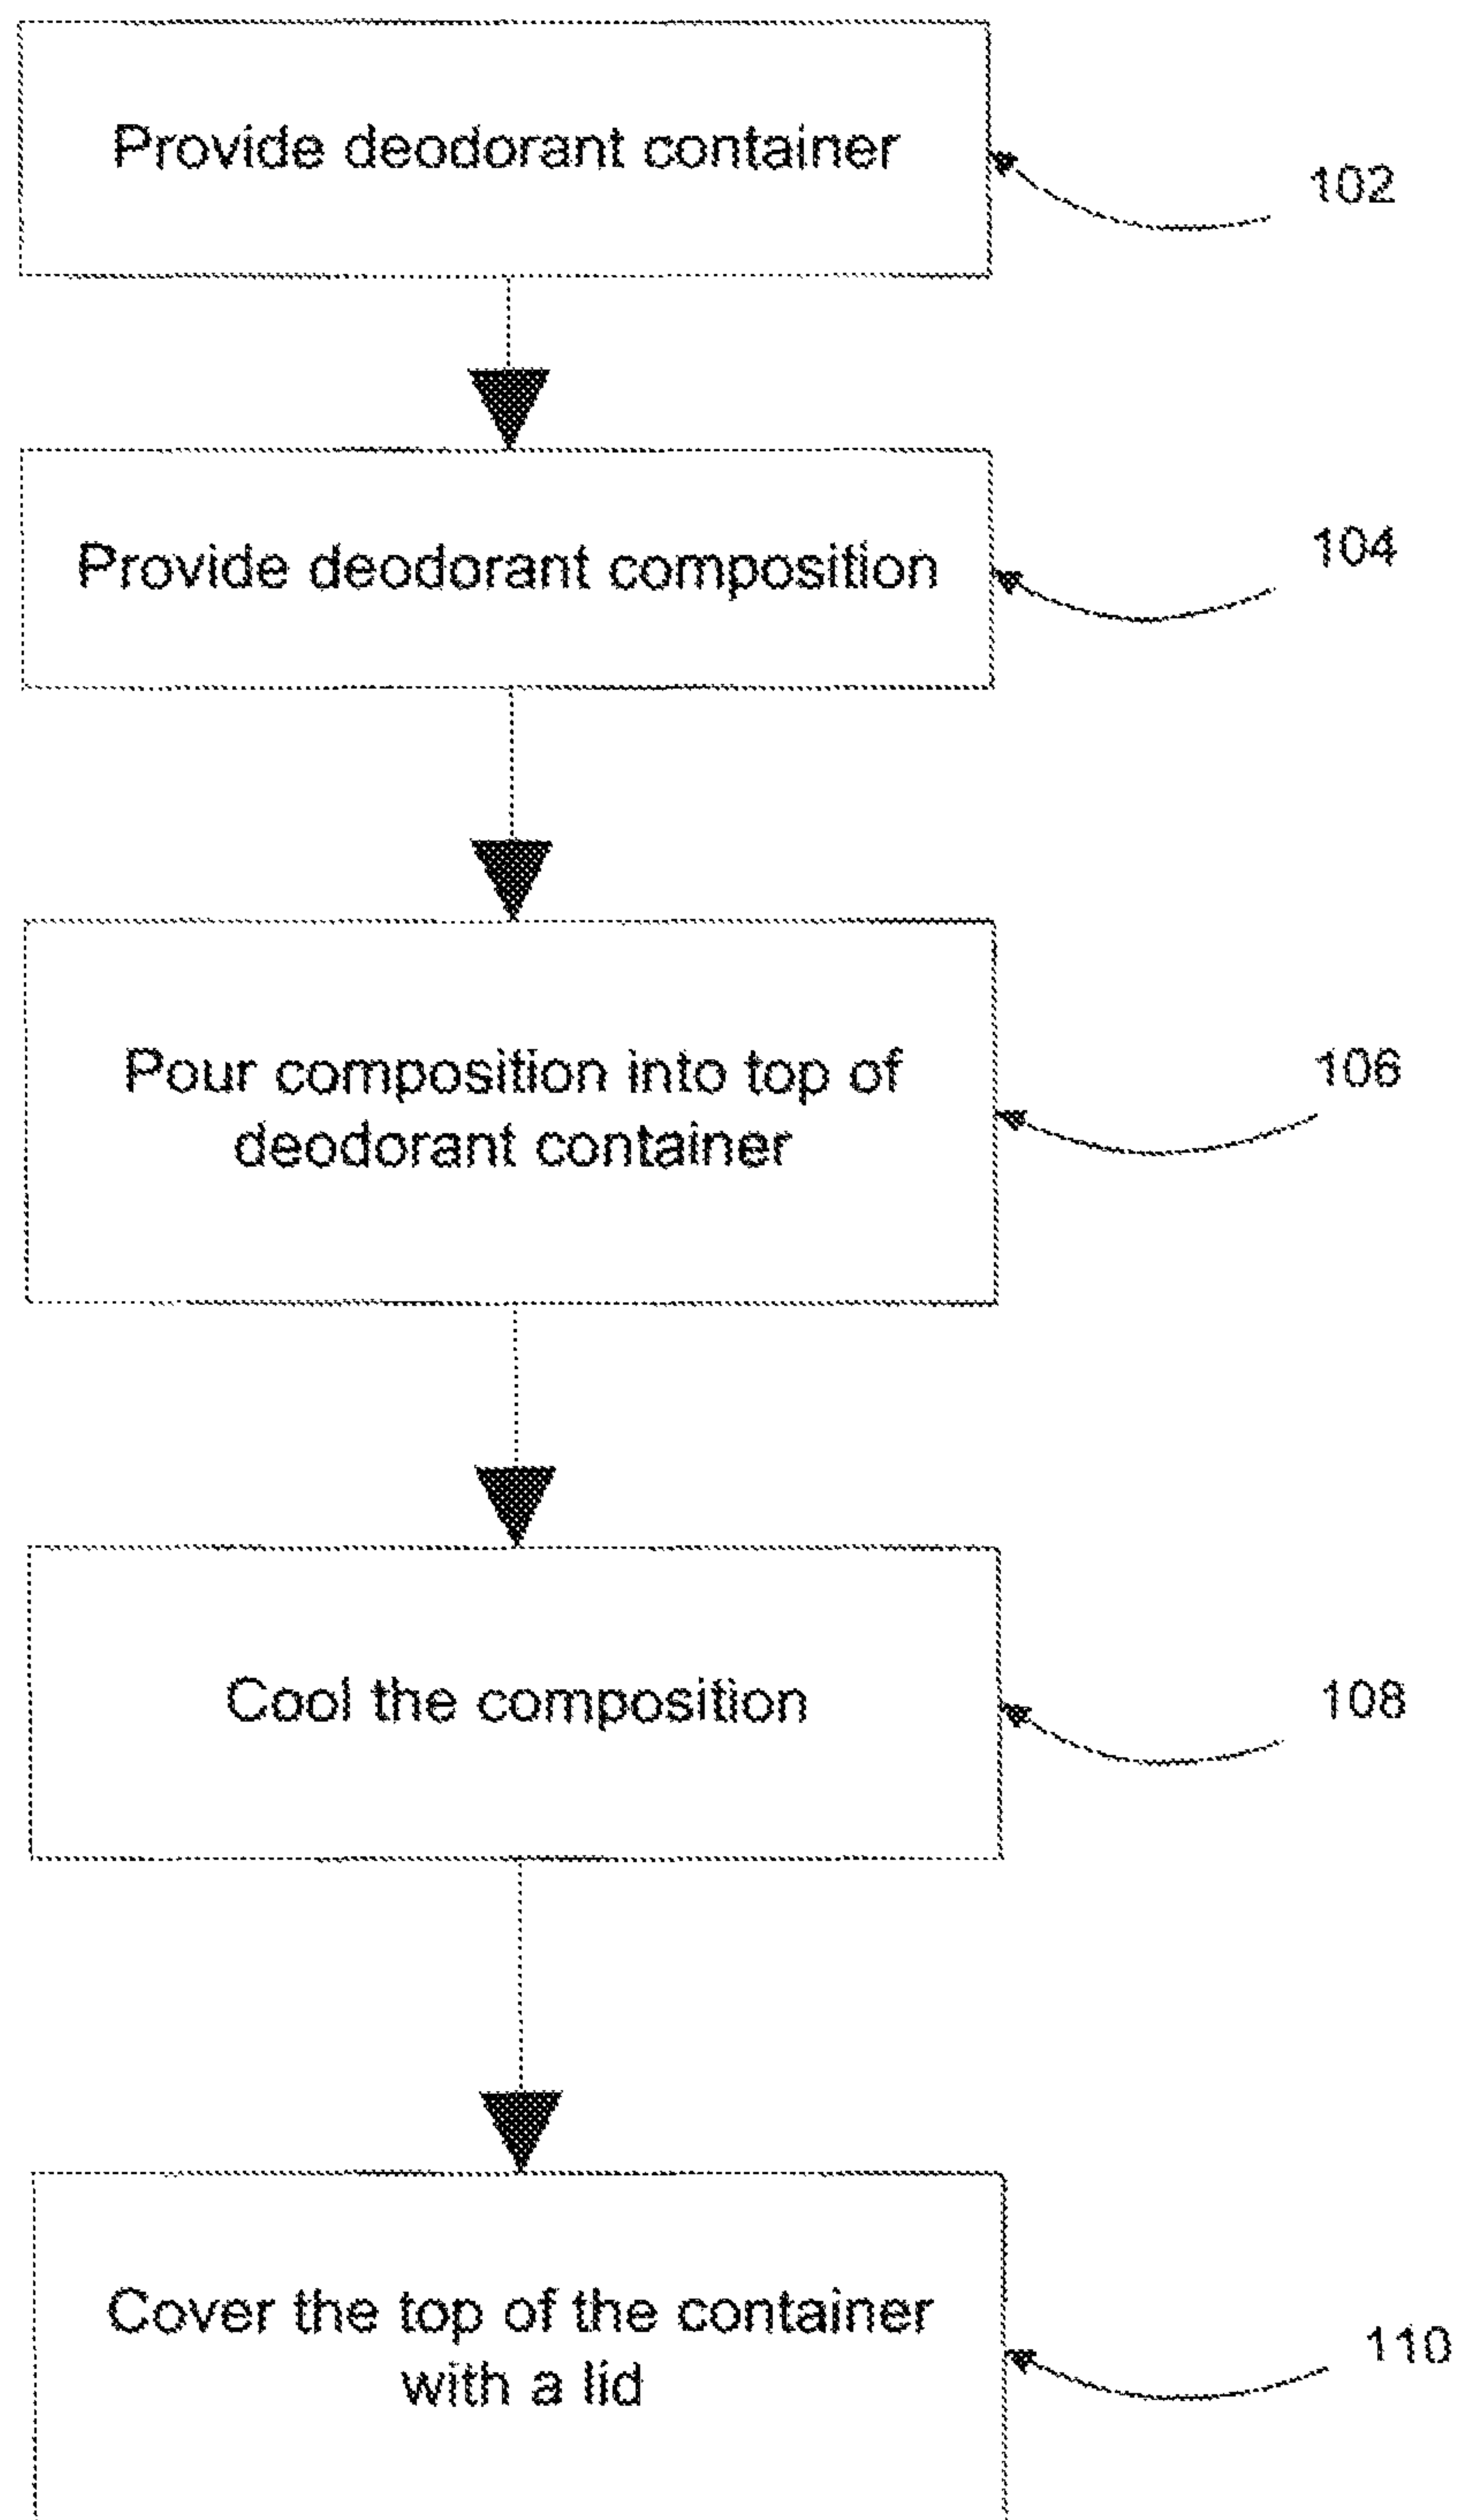 Provide deodorant container
102
Provide deodorant composition
104
Pour composition into top of
deodorant container
106
Cool the composition
108
Cover the top of the container
with a lid
110